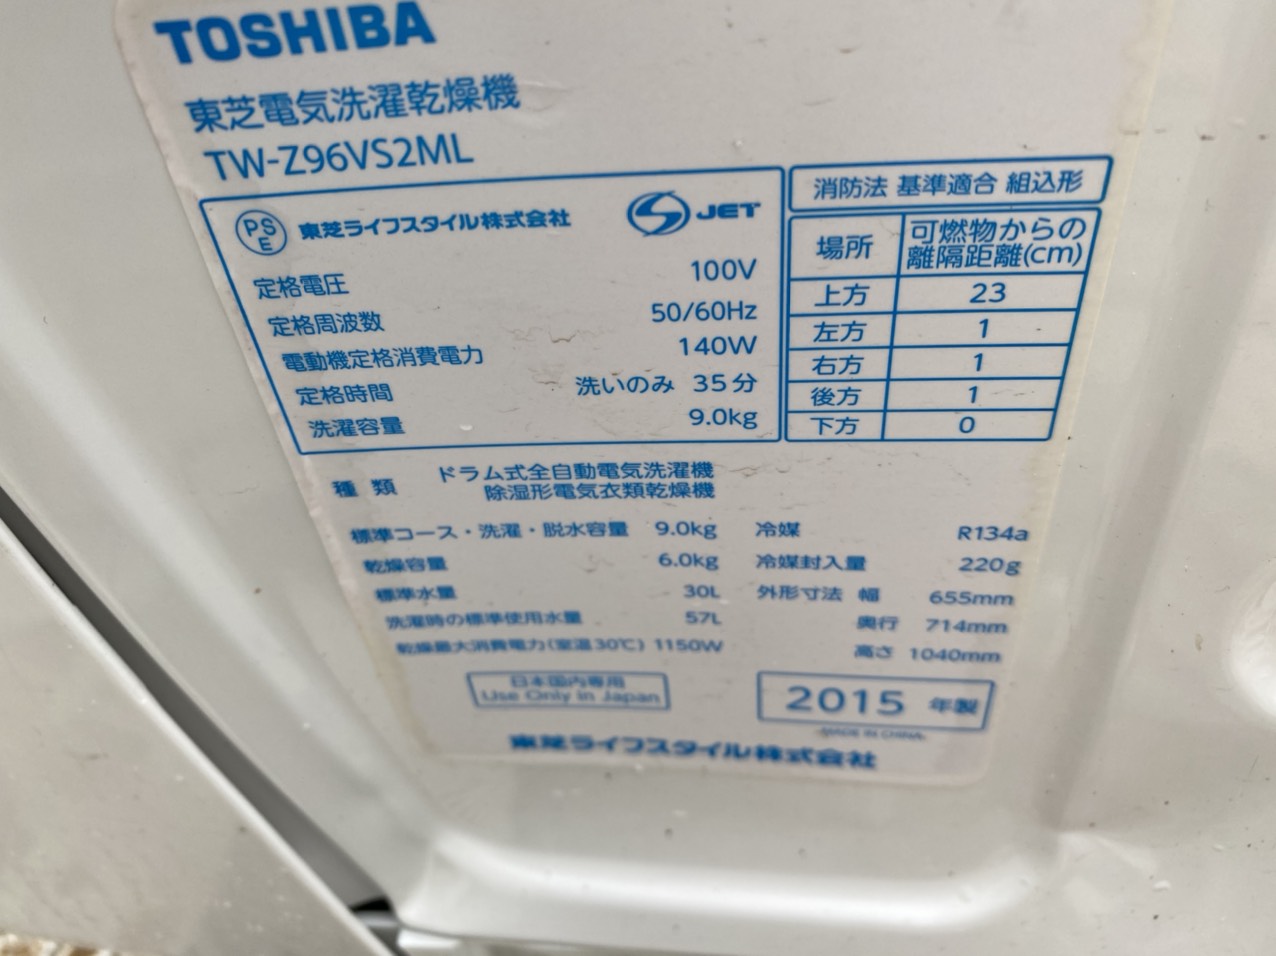 TOSHIBA
東芝電気洗濯乾燥機
TW-Z96VS2ML
PS
E
東芝ライフスタイル株式会社
JET
定格電圧 100V
定格周波数 50/60Hz
電動機定格消費電力 140W
定格時間 洗いのみ 35分
洗濯容量 9.0kg
消防法 基準適合 組込形
場所 可燃物からの
離隔距離(cm)
上方 23
左方 1
右方 1
後方 1
下方 0
種類 ドラム式全自動電気洗濯機
除湿形電気衣類乾燥機
標準コース・洗濯・脱水容量 9.0kg
乾燥容量 6.0kg
標準水量 30L
洗濯時の標準使用水量 57L
乾燥最大消費電力(室温30℃) 1150W
冷媒 R134a
冷媒封入量 220g
外形寸法 幅 655mm
奥行 714mm
高さ 1040mm
日本国内専用
Use Only in Japan
2015 年製
MADE IN CHINA
東芝ライフスタイル株式会社